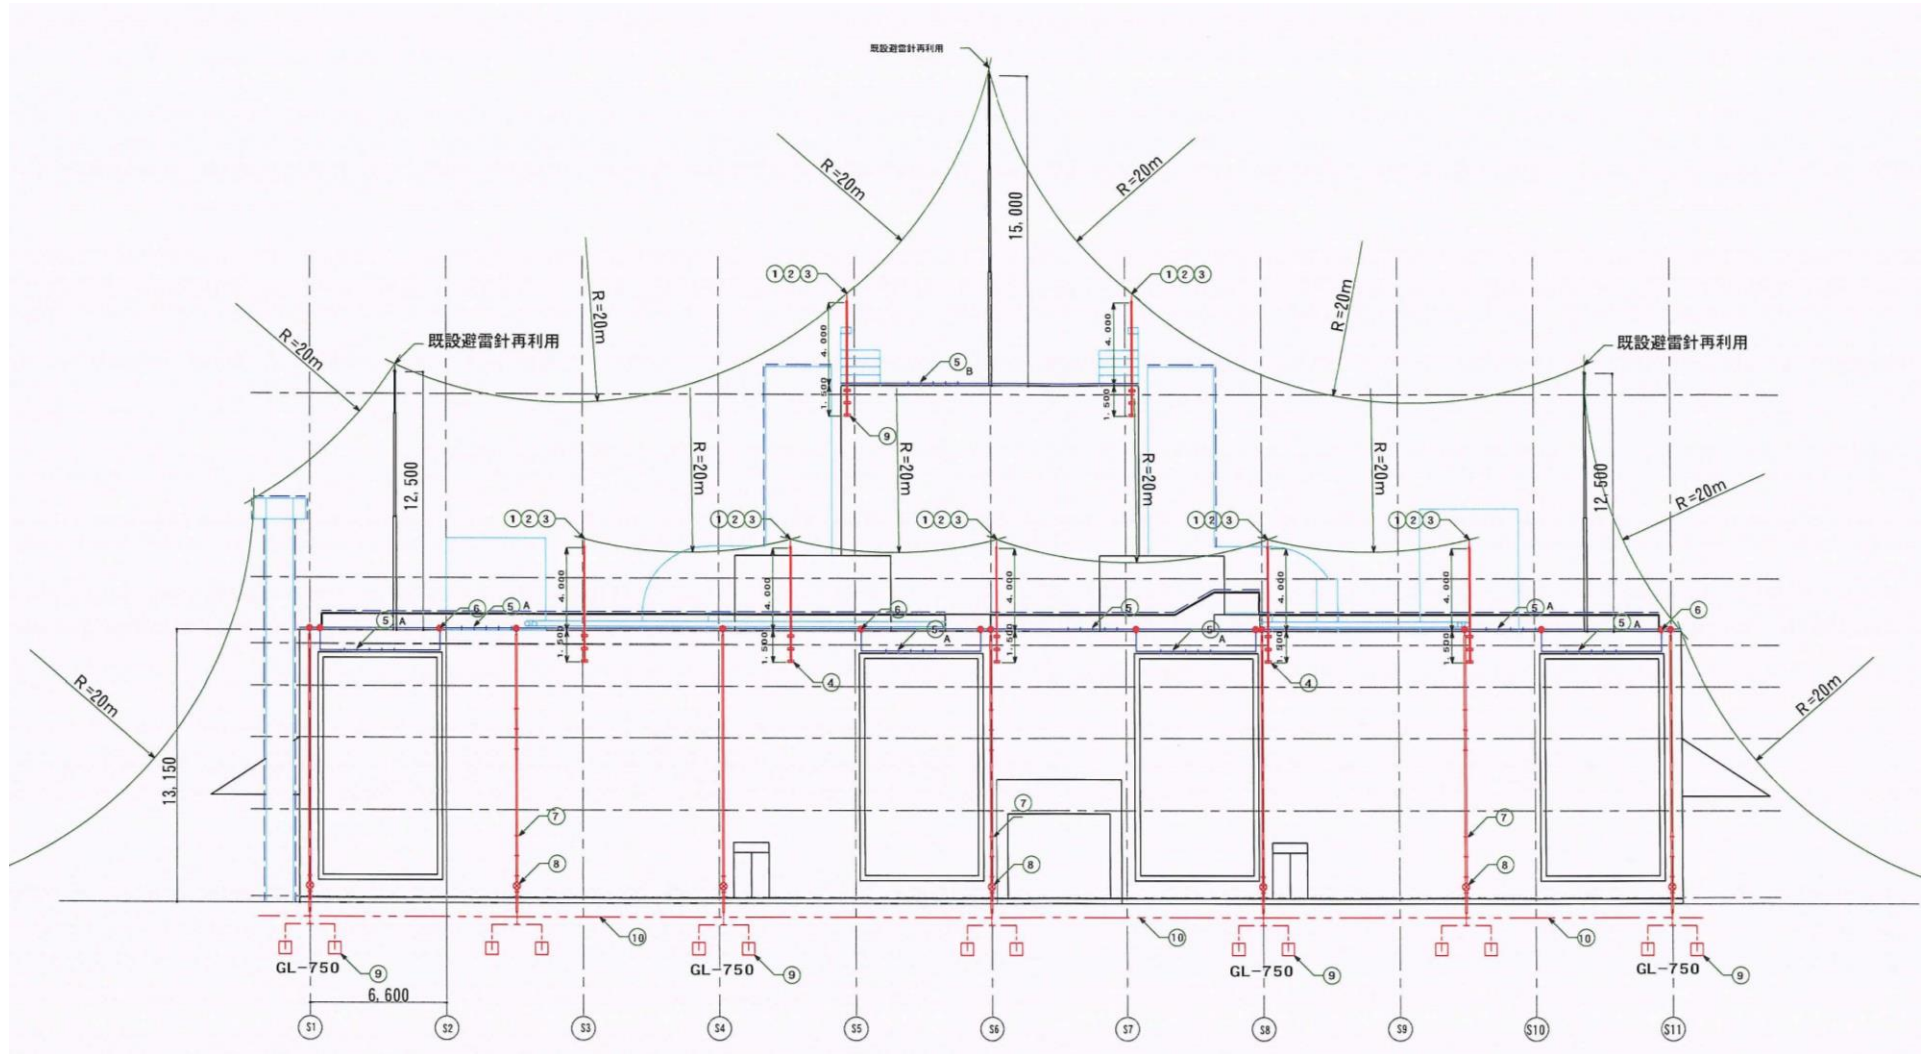 既設避雷針再利用
R=20m
R=20m
15,000
①②③
①②③
R=20m
R=20m
4,000
4,000
R=20m
既設避雷針再利用
既設避雷針再利用
⑤B
1,500
1,500
⑨
12,500
R=20m
R=20m
R=20m
R=20m
12,500
R=20m
①②③
①②③
①②③
①②③
①②③
4,000
4,000
4,000
4,000
4,000
⑥
⑤A
⑥
⑤
⑤A
⑥
⑤A
⑤A
⑤A
⑤A
1,500
1,500
1,500
1,500
1,500
④
④
R=20m
R=20m
13,150
⑦
⑦
⑦
⑧
⑧
⑧
⑩
⑩
⑩
GL-750
⑨
GL-750
⑨
GL-750
⑨
GL-750
⑨
6,600
S1
S2
S3
S4
S5
S6
S7
S8
S9
S10
S11